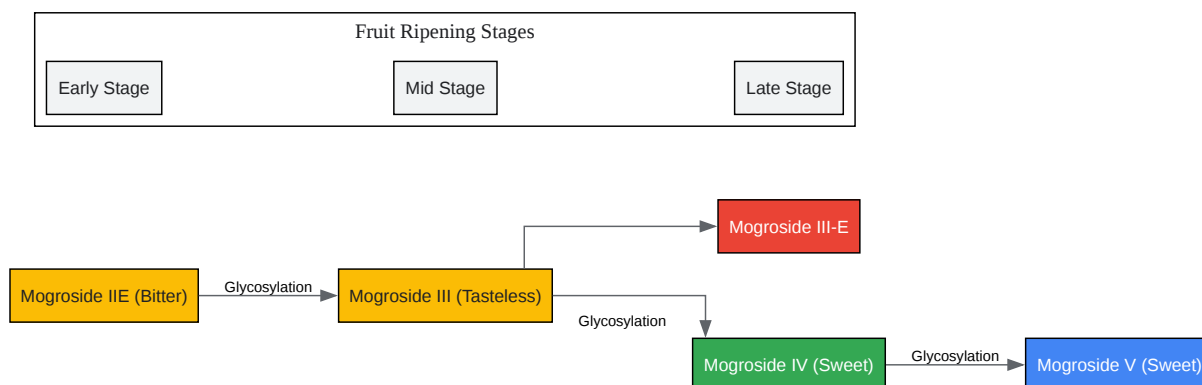 Fruit Ripening Stages
Early Stage
Mid Stage
Late Stage
Mogroside III-E
Mogroside IIE (Bitter)
Glycosylation
Mogroside III (Tasteless)
Glycosylation
Mogroside IV (Sweet)
Glycosylation
Mogroside V (Sweet)